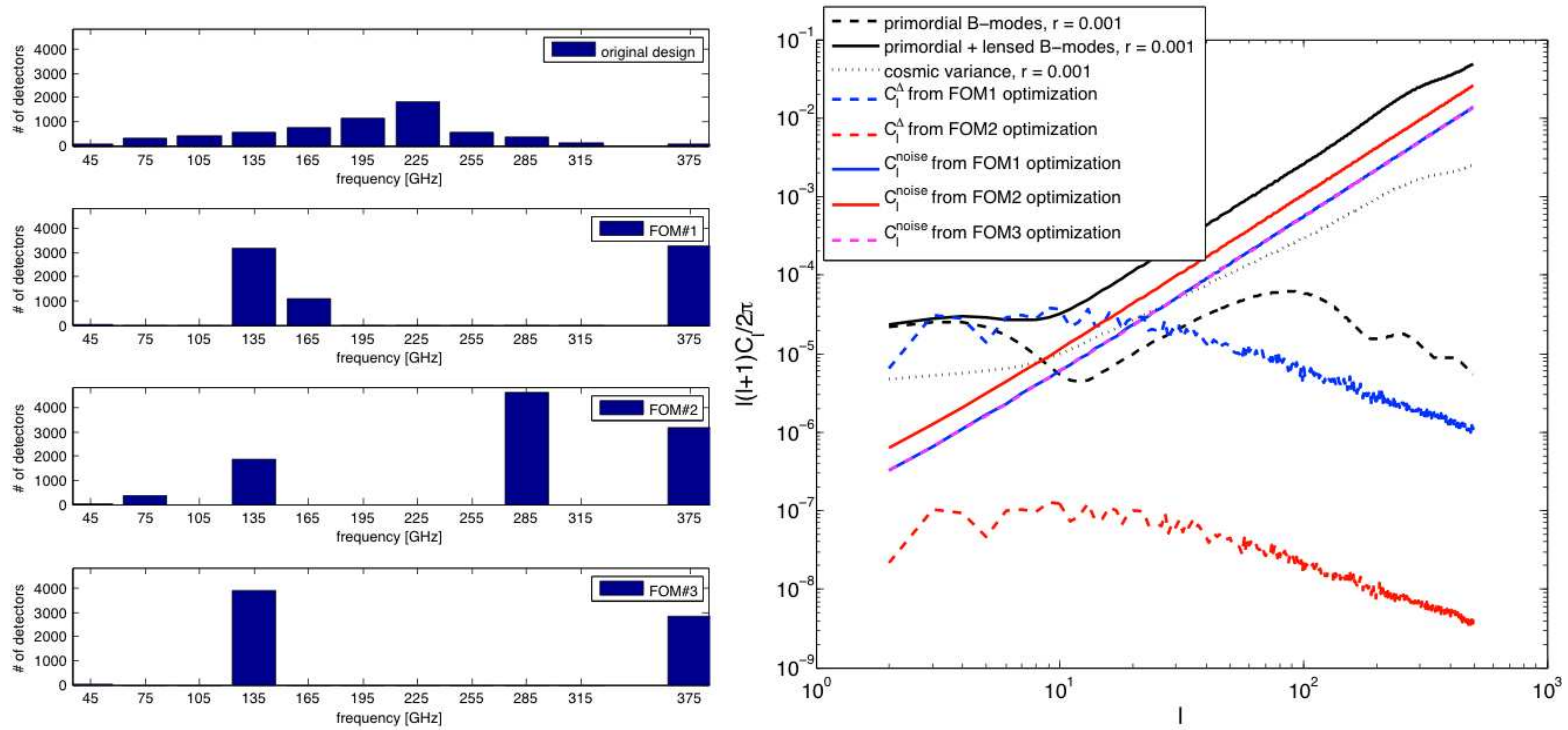 # of detectors
4000
3000
2000
1000
0
original design
45 75 105 135 165 195 225 255 285 315 375
frequency [GHz]
# of detectors
4000
3000
2000
1000
0
FOM#1
45 75 105 135 165 195 225 255 285 315 375
frequency [GHz]
# of detectors
4000
3000
2000
1000
0
FOM#2
45 75 105 135 165 195 225 255 285 315 375
frequency [GHz]
# of detectors
4000
3000
2000
1000
0
FOM#3
45 75 105 135 165 195 225 255 285 315 375
frequency [GHz]
primordial B−modes, r = 0.001
primordial + lensed B−modes, r = 0.001
cosmic variance, r = 0.001
C_l^Δ from FOM1 optimization
C_l^Δ from FOM2 optimization
C_l^noise from FOM1 optimization
C_l^noise from FOM2 optimization
C_l^noise from FOM3 optimization
l(l+1)C_l/2π
10^−1
10^−2
10^−3
10^−4
10^−5
10^−6
10^−7
10^−8
10^−9
10^0 10^1 10^2 10^3
l